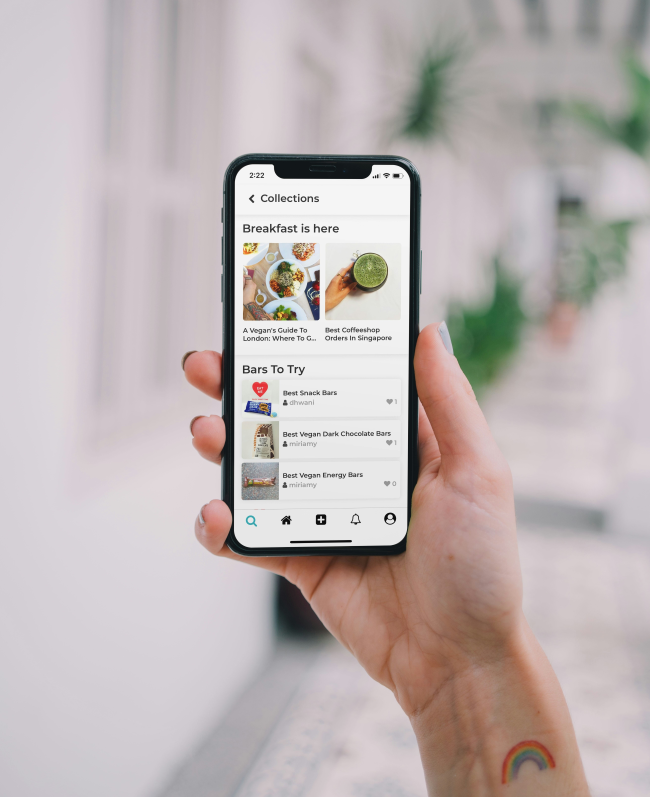 2:22
Collections
Breakfast is here
A Vegan's Guide To
London: Where To G...
Best Coffeeshop
Orders In Singapore
Bars To Try
Best Snack Bars
dhwani
1
Best Vegan Dark Chocolate Bars
miriamy
1
Best Vegan Energy Bars
miriamy
0